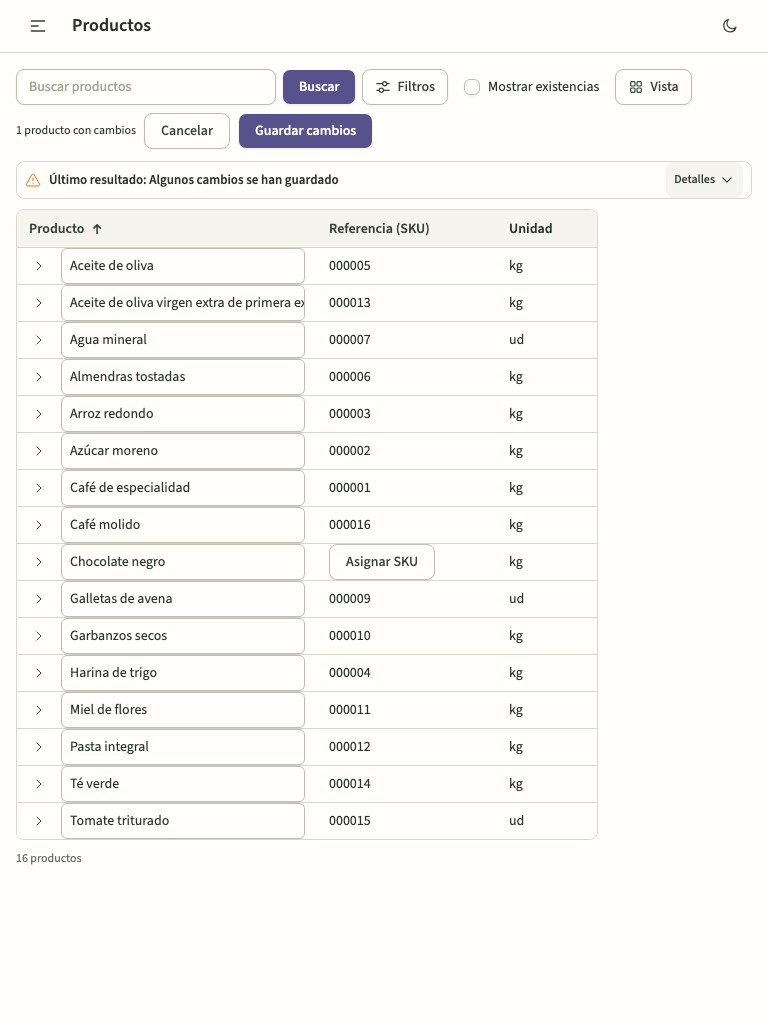 Productos
Buscar productos
Buscar
Filtros
Mostrar existencias
Vista
1 producto con cambios
Cancelar
Guardar cambios
Último resultado: Algunos cambios se han guardado
Detalles
Producto Referencia (SKU) Unidad
Aceite de oliva 000005 kg
Aceite de oliva virgen extra de primera ex 000013 kg
Agua mineral 000007 ud
Almendras tostadas 000006 kg
Arroz redondo 000003 kg
Azúcar moreno 000002 kg
Café de especialidad 000001 kg
Café molido 000016 kg
Chocolate negro Asignar SKU kg
Galletas de avena 000009 ud
Garbanzos secos 000010 kg
Harina de trigo 000004 kg
Miel de flores 000011 kg
Pasta integral 000012 kg
Té verde 000014 kg
Tomate triturado 000015 ud
16 productos